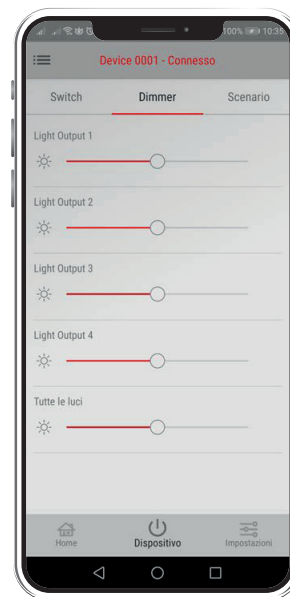 100% 10:35
Device 0001 - Connesso
Switch Dimmer Scenario
Light Output 1
Light Output 2
Light Output 3
Light Output 4
Tutte le luci
Home Dispositivo Impostazioni